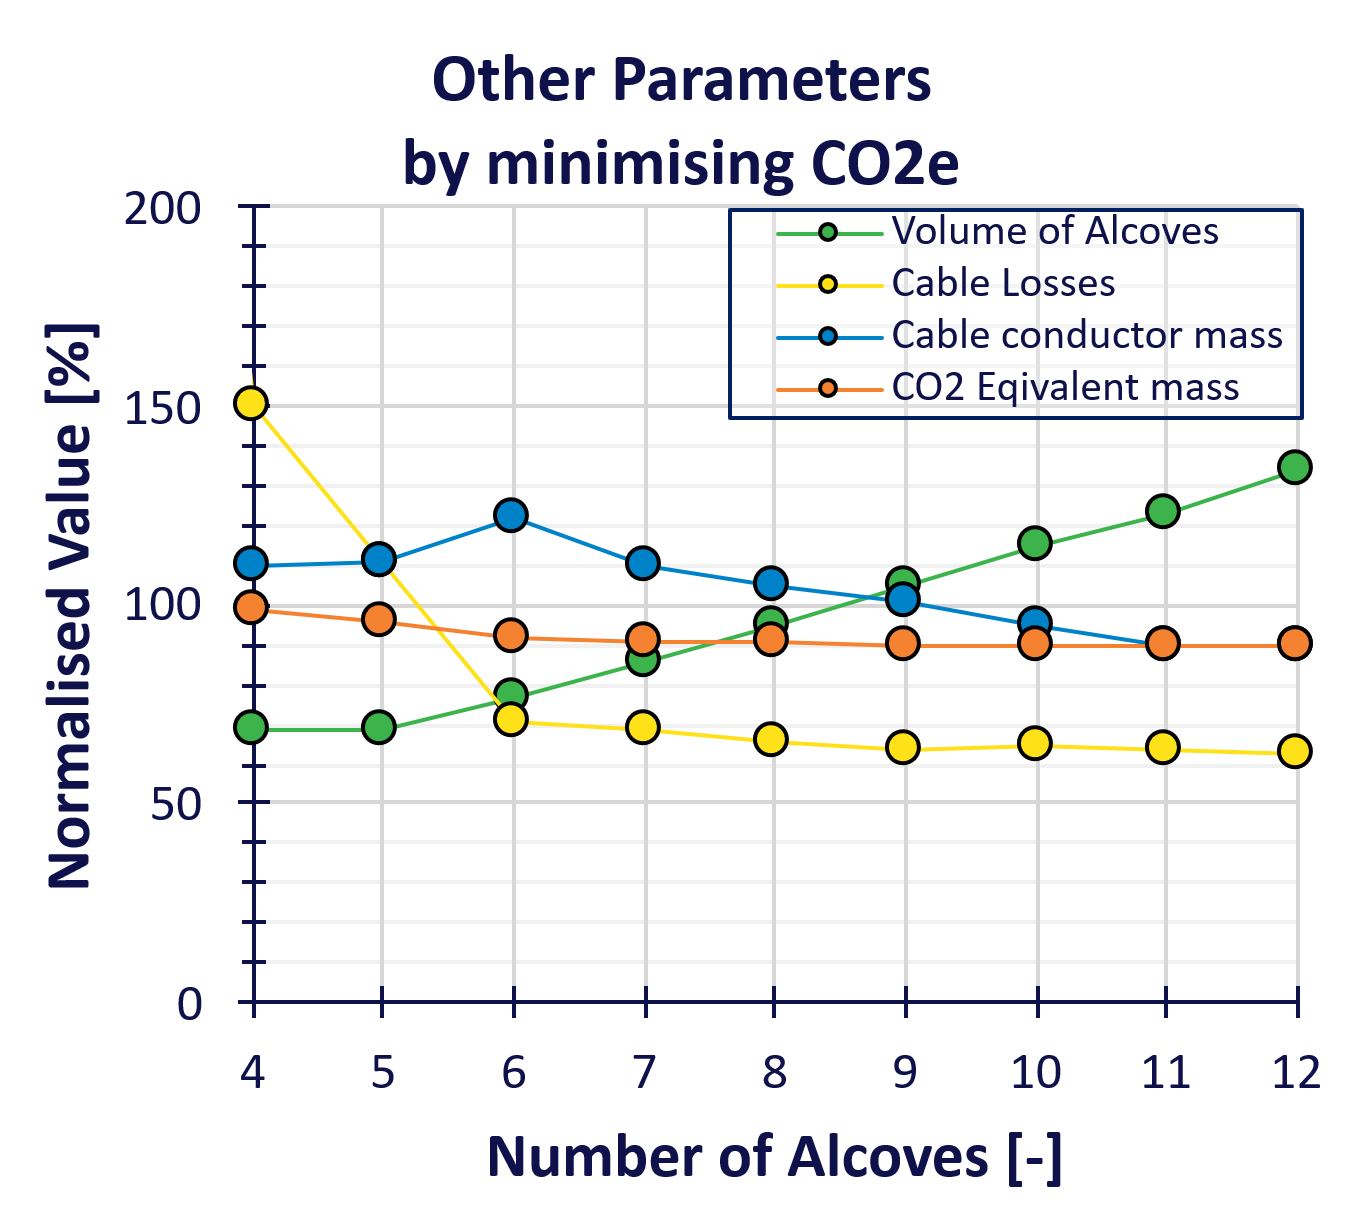 Other Parameters
by minimising CO2e
Volume of Alcoves
Cable Losses
Cable conductor mass
CO2 Eqivalent mass
Normalised Value [%]
200
150
100
50
0
4 5 6 7 8 9 10 11 12
Number of Alcoves [-]